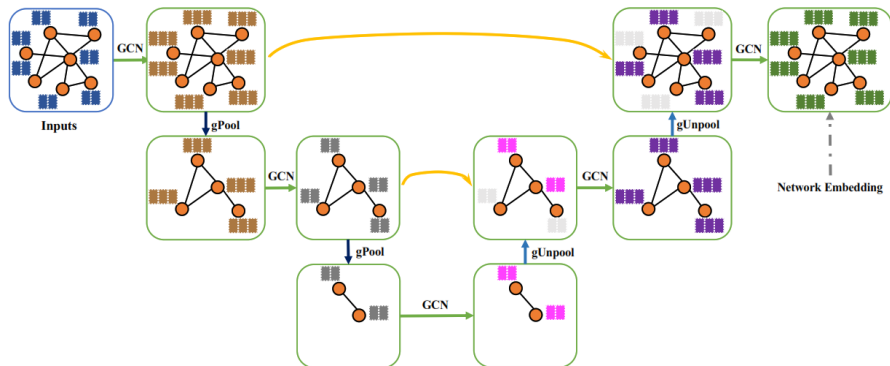 GCN
GCN
Inputs
gPool
gUnpool
GCN
GCN
Network Embedding
gPool
gUnpool
GCN